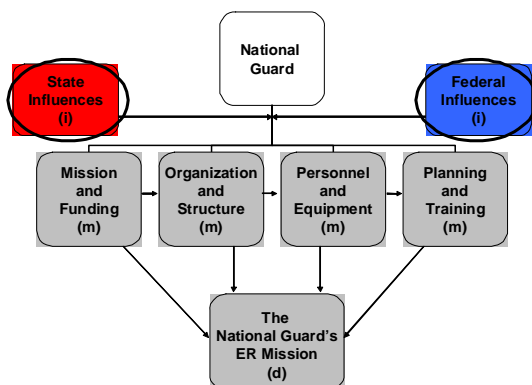 National
Guard
State
Influences
(i)
Federal
Influences
(i)
Mission
and
Funding
(m)
Organization
and
Structure
(m)
Personnel
and
Equipment
(m)
Planning
and
Training
(m)
The
National Guard's
ER Mission
(d)